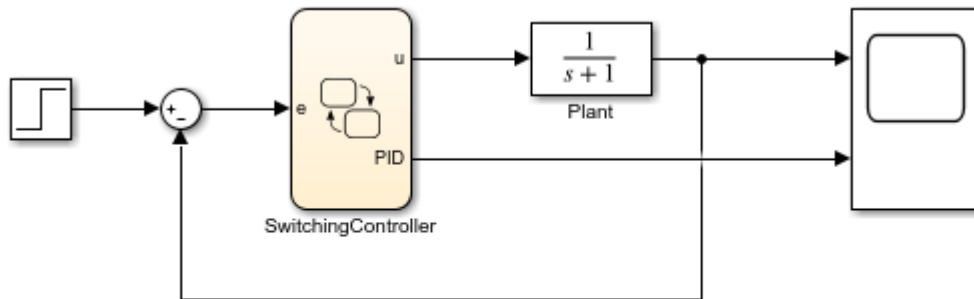 u
1
s + 1
+
−
e
Plant
PID
SwitchingController